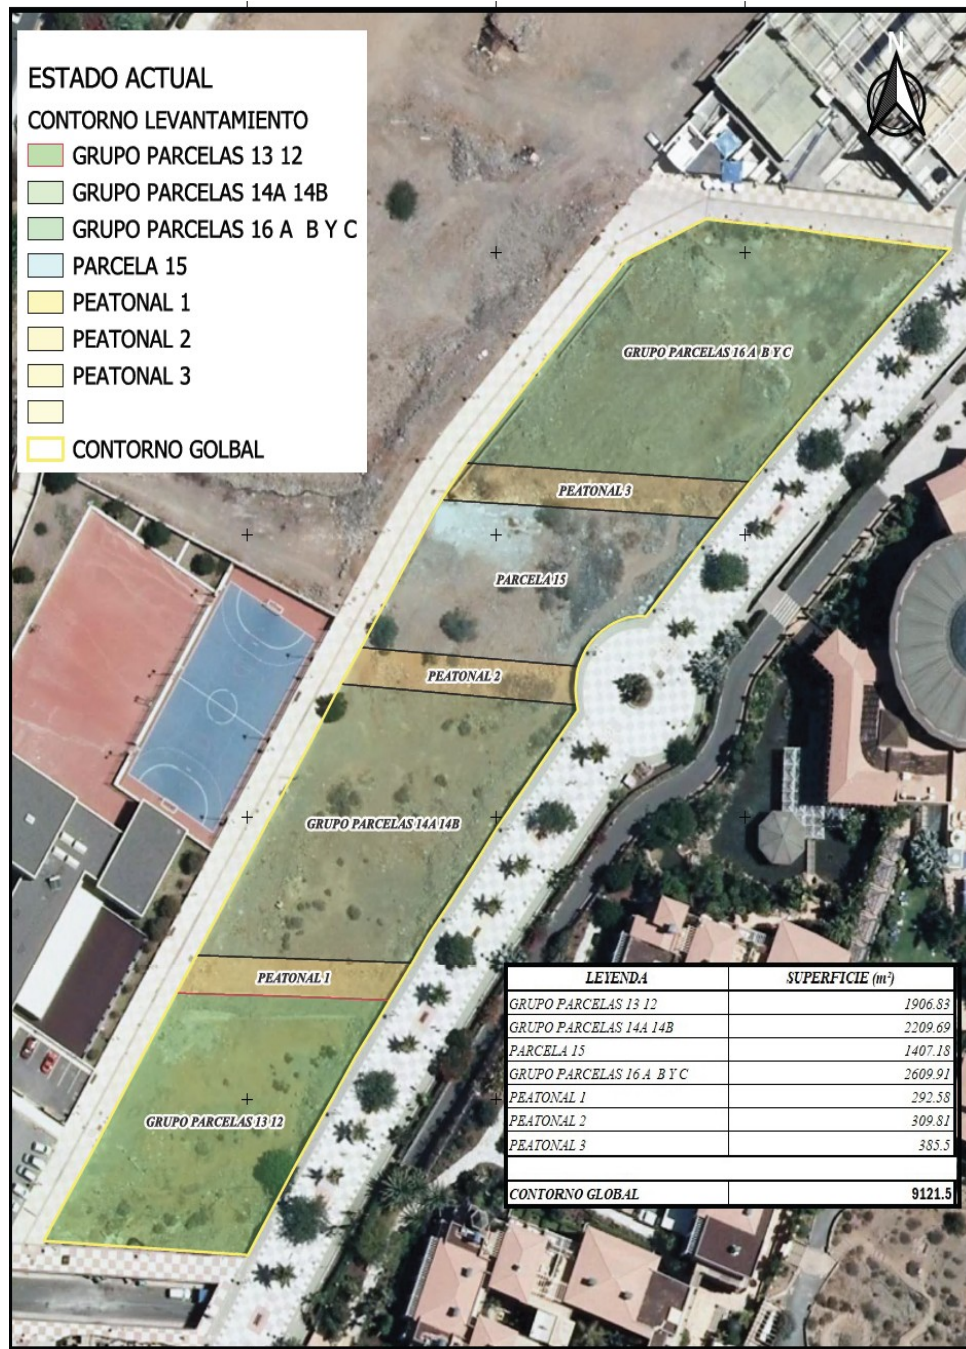 N
ESTADO ACTUAL
CONTORNO LEVANTAMIENTO
GRUPO PARCELAS 13 12
GRUPO PARCELAS 14A 14B
GRUPO PARCELAS 16 A B Y C
PARCELA 15
PEATONAL 1
PEATONAL 2
PEATONAL 3
CONTORNO GOLBAL
GRUPO PARCELAS 16 A B Y C
PEATONAL 3
PARCELA 15
PEATONAL 2
GRUPO PARCELAS 14A 14B
PEATONAL 1
GRUPO PARCELAS 13 12
LEYENDA SUPERFICIE (m²)
GRUPO PARCELAS 13 12 1906.83
GRUPO PARCELAS 14A 14B 2209.69
PARCELA 15 1407.18
GRUPO PARCELAS 16 A B Y C 2609.91
PEATONAL 1 292.58
PEATONAL 2 309.81
PEATONAL 3 385.5
CONTORNO GLOBAL 9121.5